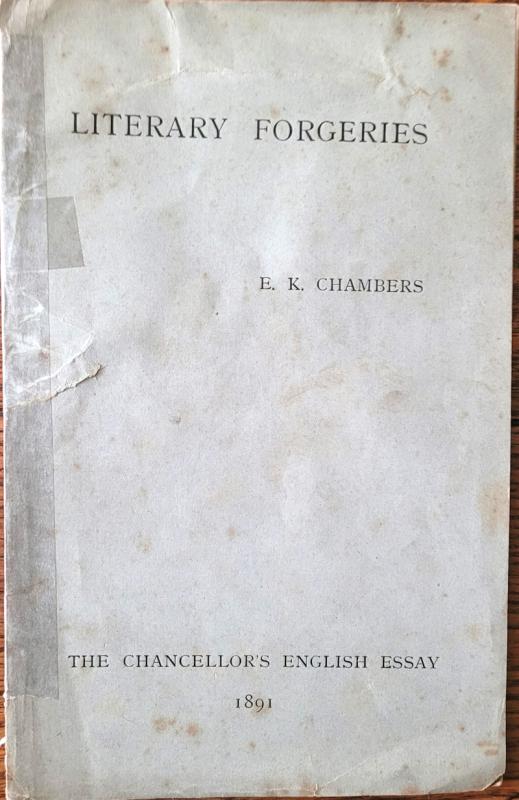 LITERARY FORGERIES
E. K. CHAMBERS
THE CHANCELLOR'S ENGLISH ESSAY
1891